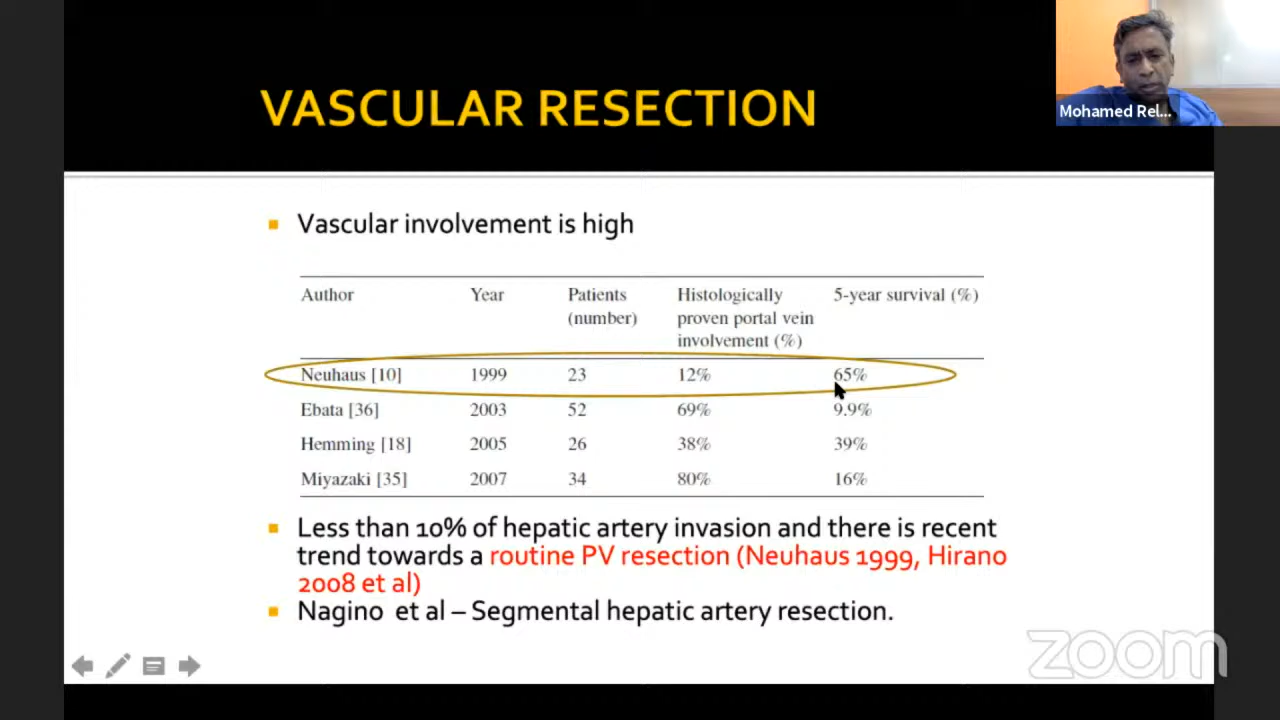 VASCULAR RESECTION
Mohamed Rel...
Vascular involvement is high
Author Year Patients (number) Histologically proven portal vein involvement (%) 5-year survival (%)
Neuhaus [10] 1999 23 12% 65%
Ebata [36] 2003 52 69% 9.9%
Hemming [18] 2005 26 38% 39%
Miyazaki [35] 2007 34 80% 16%
Less than 10% of hepatic artery invasion and there is recent
trend towards a routine PV resection (Neuhaus 1999, Hirano
2008 et al)
Nagino et al – Segmental hepatic artery resection.
zoom